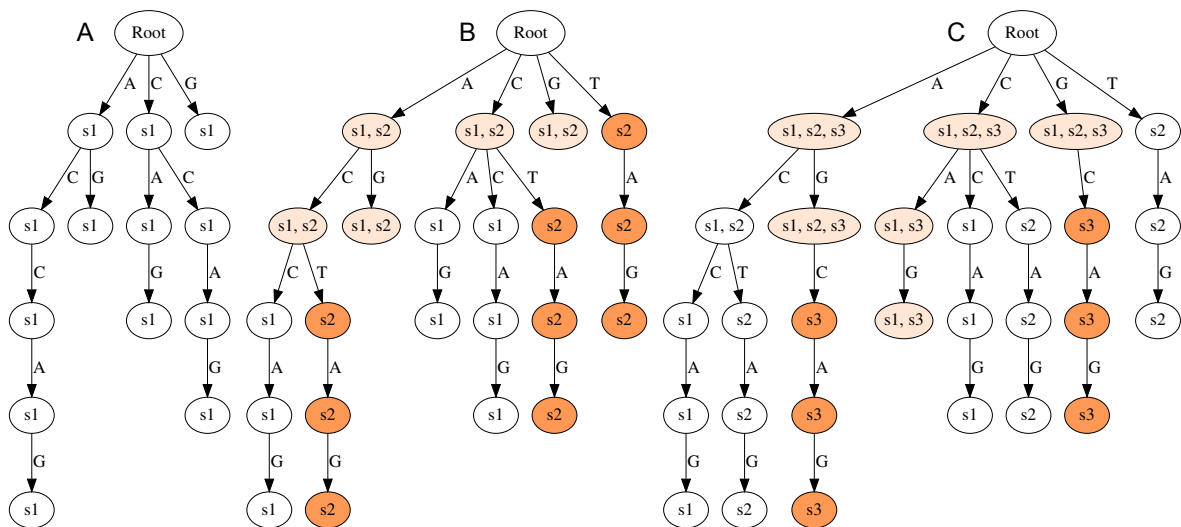 A Root B Root C Root
A C G A C G T A C G T
s1 s1 s1 s1, s2 s1, s2 s1, s2 s2 s1, s2, s3 s1, s2, s3 s1, s2, s3 s2
C G A C C G A C T A C G A C T C A
s1 s1 s1 s1 s1, s2 s1, s2 s1 s1 s2 s2 s1, s2 s1, s2, s3 s1, s3 s1 s2 s3 s2
C G A C T G A A G C T C G A A A G
s1 s1 s1 s1 s2 s1 s1 s2 s2 s1 s2 s3 s1, s3 s1 s2 s3 s2
A G A A G G A A A G G G
s1 s1 s1 s2 s1 s2 s1 s2 s3 s1 s2 s3
G G G G G G
s1 s1 s2 s1 s2 s3